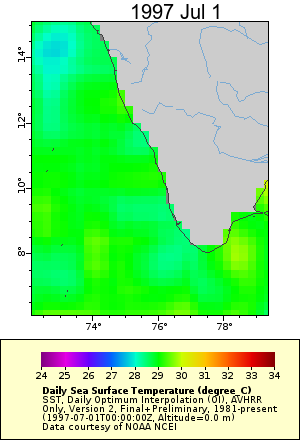 1997 Jul 1
14°
12°
10°
8°
74°
76°
78°
24 25 26 27 28 29 30 31 32 33 34
Daily Sea Surface Temperature (degree_C)
SST, Daily Optimum Interpolation (OI), AVHRR
Only, Version 2, Final+Preliminary, 1981-present
(1997-07-01T00:00:00Z, Altitude=0.0 m)
Data courtesy of NOAA NCEI